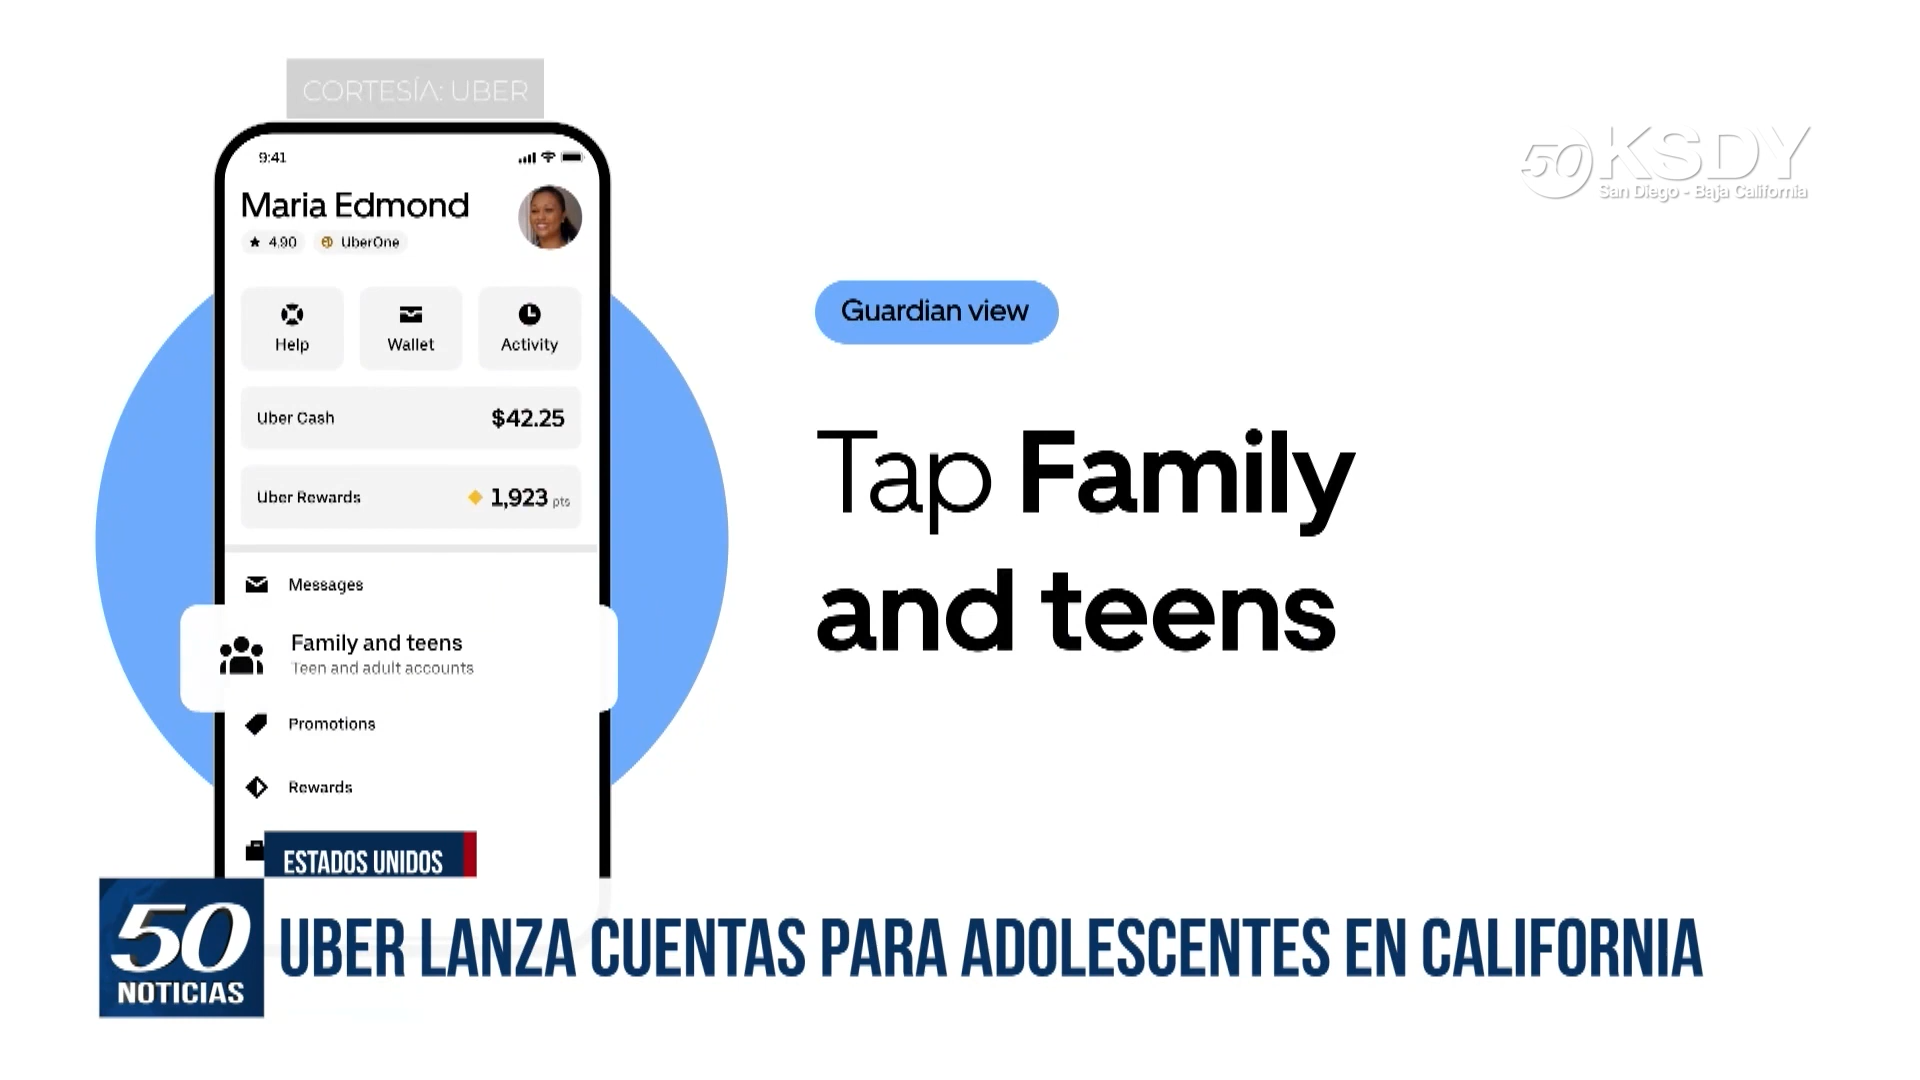 CORTESÍA: UBER
50 KSDY
San Diego - Baja California
9:41
Maria Edmond
4.90 UberOne
Help Wallet Activity
Uber Cash $42.25
Uber Rewards 1,923 pts
Messages
Family and teens
Teen and adult accounts
Promotions
Rewards
Guardian view
Tap Family
and teens
ESTADOS UNIDOS
50
NOTICIAS
UBER LANZA CUENTAS PARA ADOLESCENTES EN CALIFORNIA